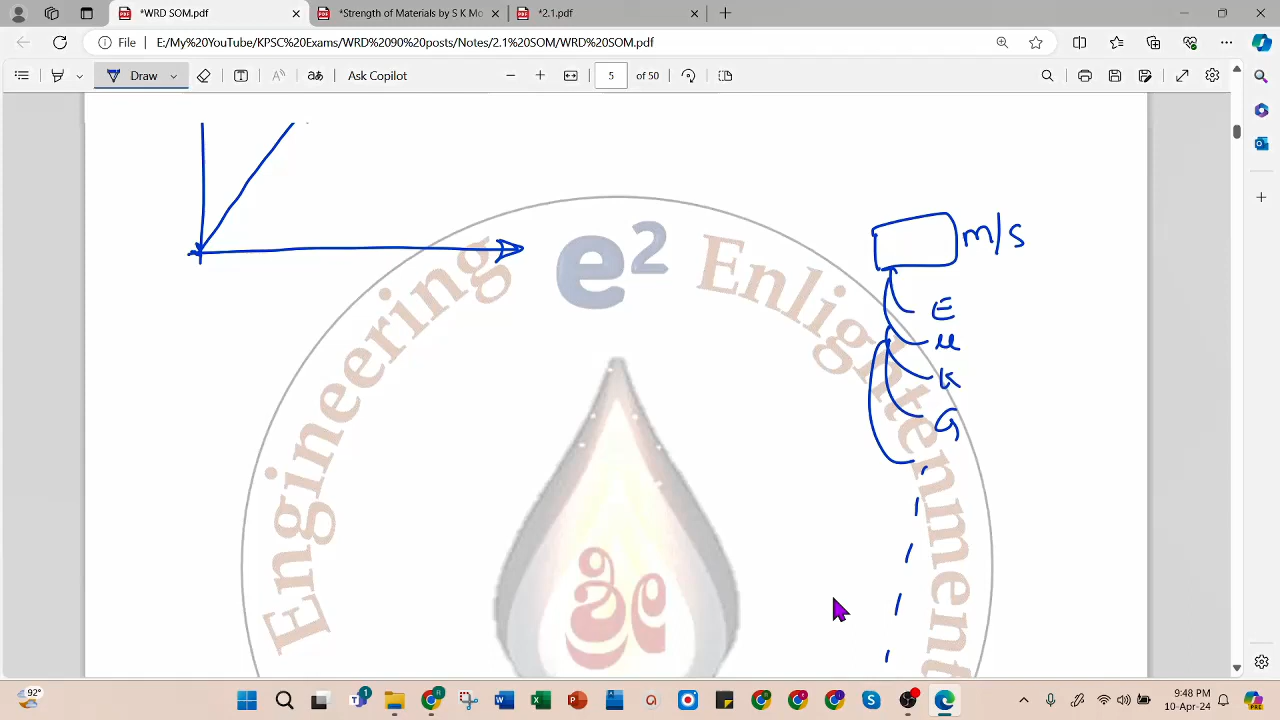 *WRD SOM.pdf
*Strength of Materials by S K Mo
*2.1.pdf
File E:/My%20YouTube/KPSC%20Exams/WRD%2090%20posts/Notes/2.1%20SOM/WRD%20SOM.pdf
Draw
Ask Copilot
5 of 50
m/s
E
μ
K
G
Engineering e2 Enlightenment
ಶ್ರೀ
92°
9:48 PM
10-Apr-24